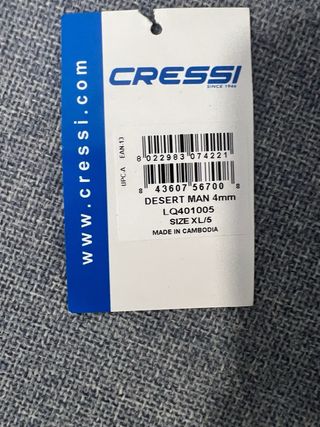 www.cressi.com
CRESSI
SINCE 1946
EAN-13
8 022983 074221
UPC.A
8 43607 56700 8
DESERT MAN 4mm
LQ401005
SIZE XL/5
MADE IN CAMBODIA